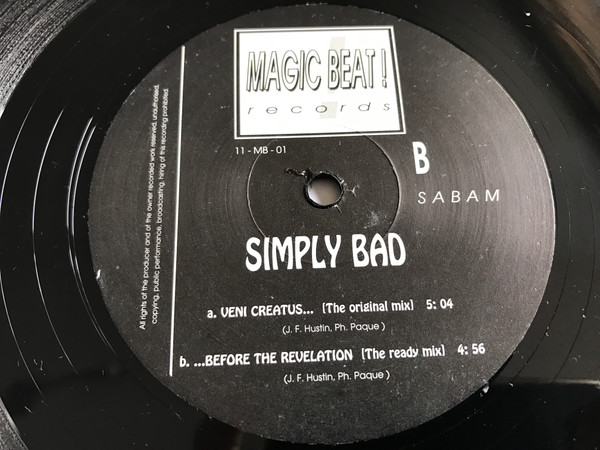 MAGIC BEAT!
records
11 - MB - 01
B
SABAM
SIMPLY BAD
a. VENI CREATUS... [The original mix] 5: 04
(J. F. Hustin, Ph. Paque )
b. ...BEFORE THE REVELATION [The ready mix] 4: 56
(J. F. Hustin, Ph. Paque )
All rights of the producer and of the owner recorded work reserved, unauthorised,
copying, public performance, broadcasting, hiring of this recording prohibited